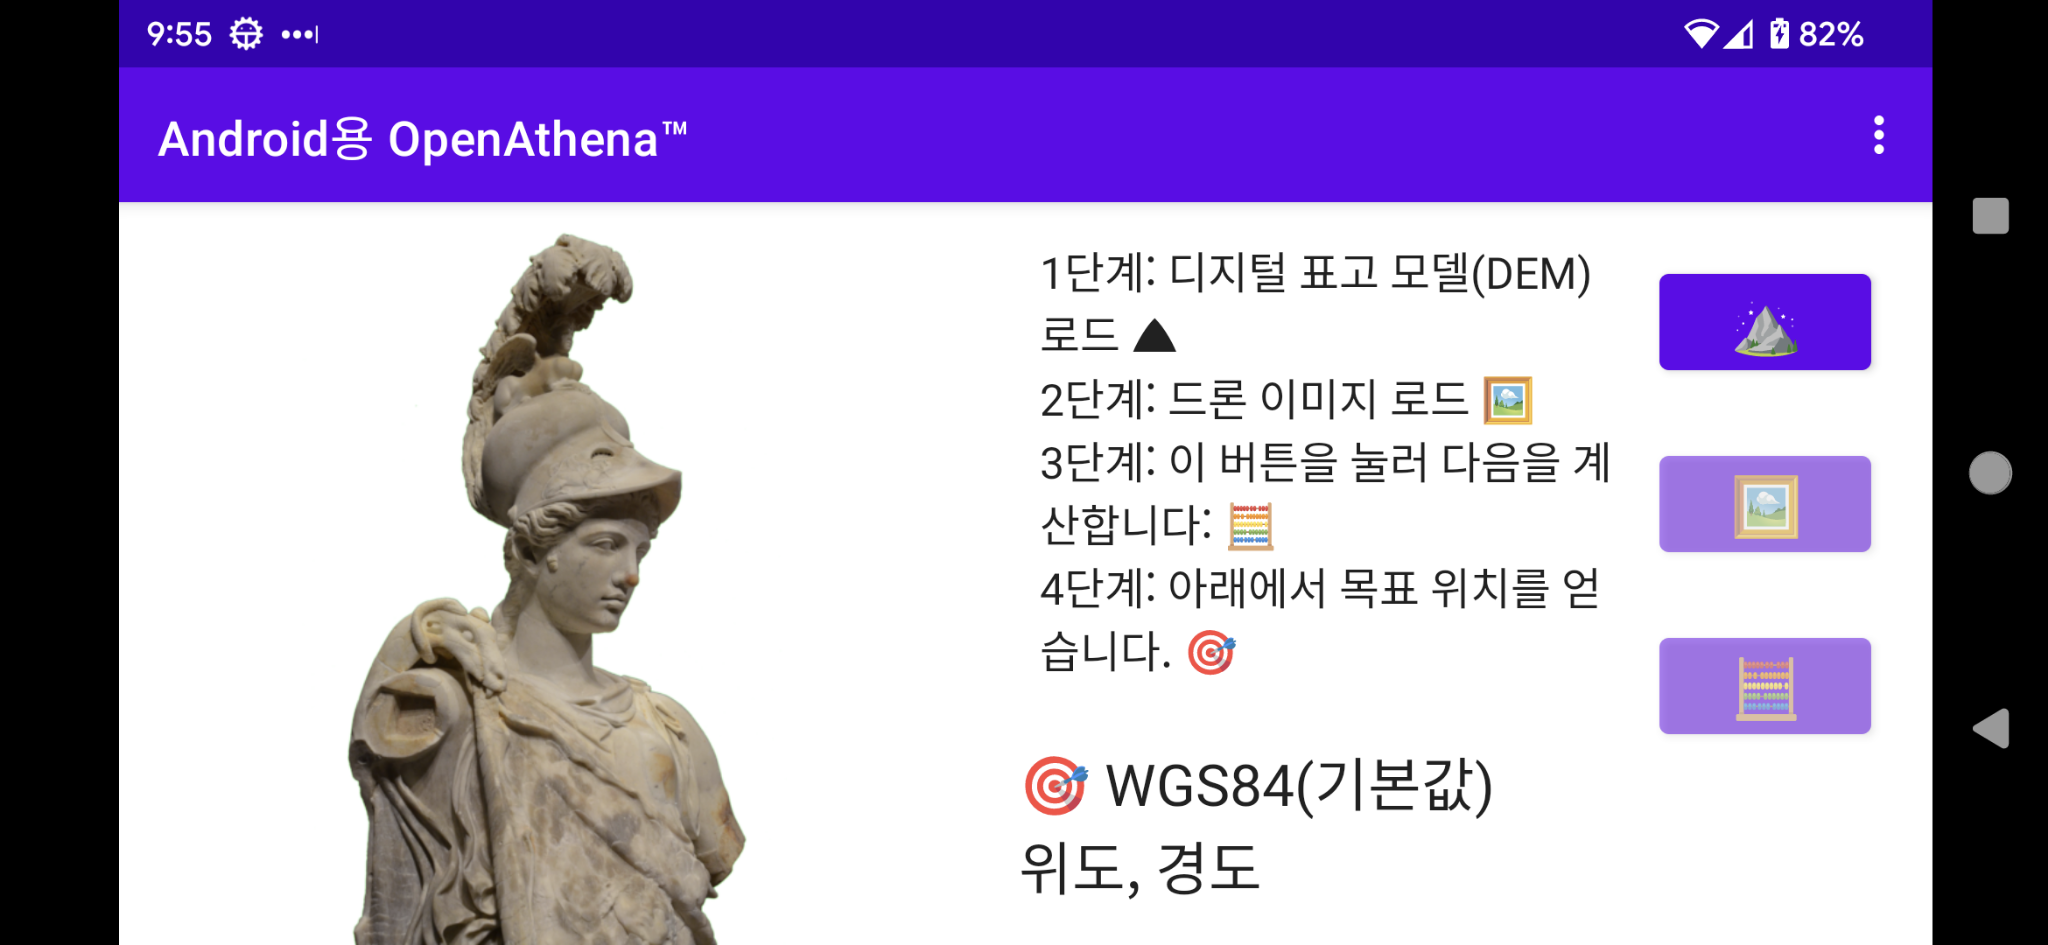 9:55 82%
Android용 OpenAthena™
1단계: 디지털 표고 모델(DEM)
로드 ⛰
2단계: 드론 이미지 로드 🖼️
3단계: 이 버튼을 눌러 다음을 계
산합니다: 🧮
4단계: 아래에서 목표 위치를 얻
습니다. 🎯
🎯 WGS84(기본값)
위도, 경도